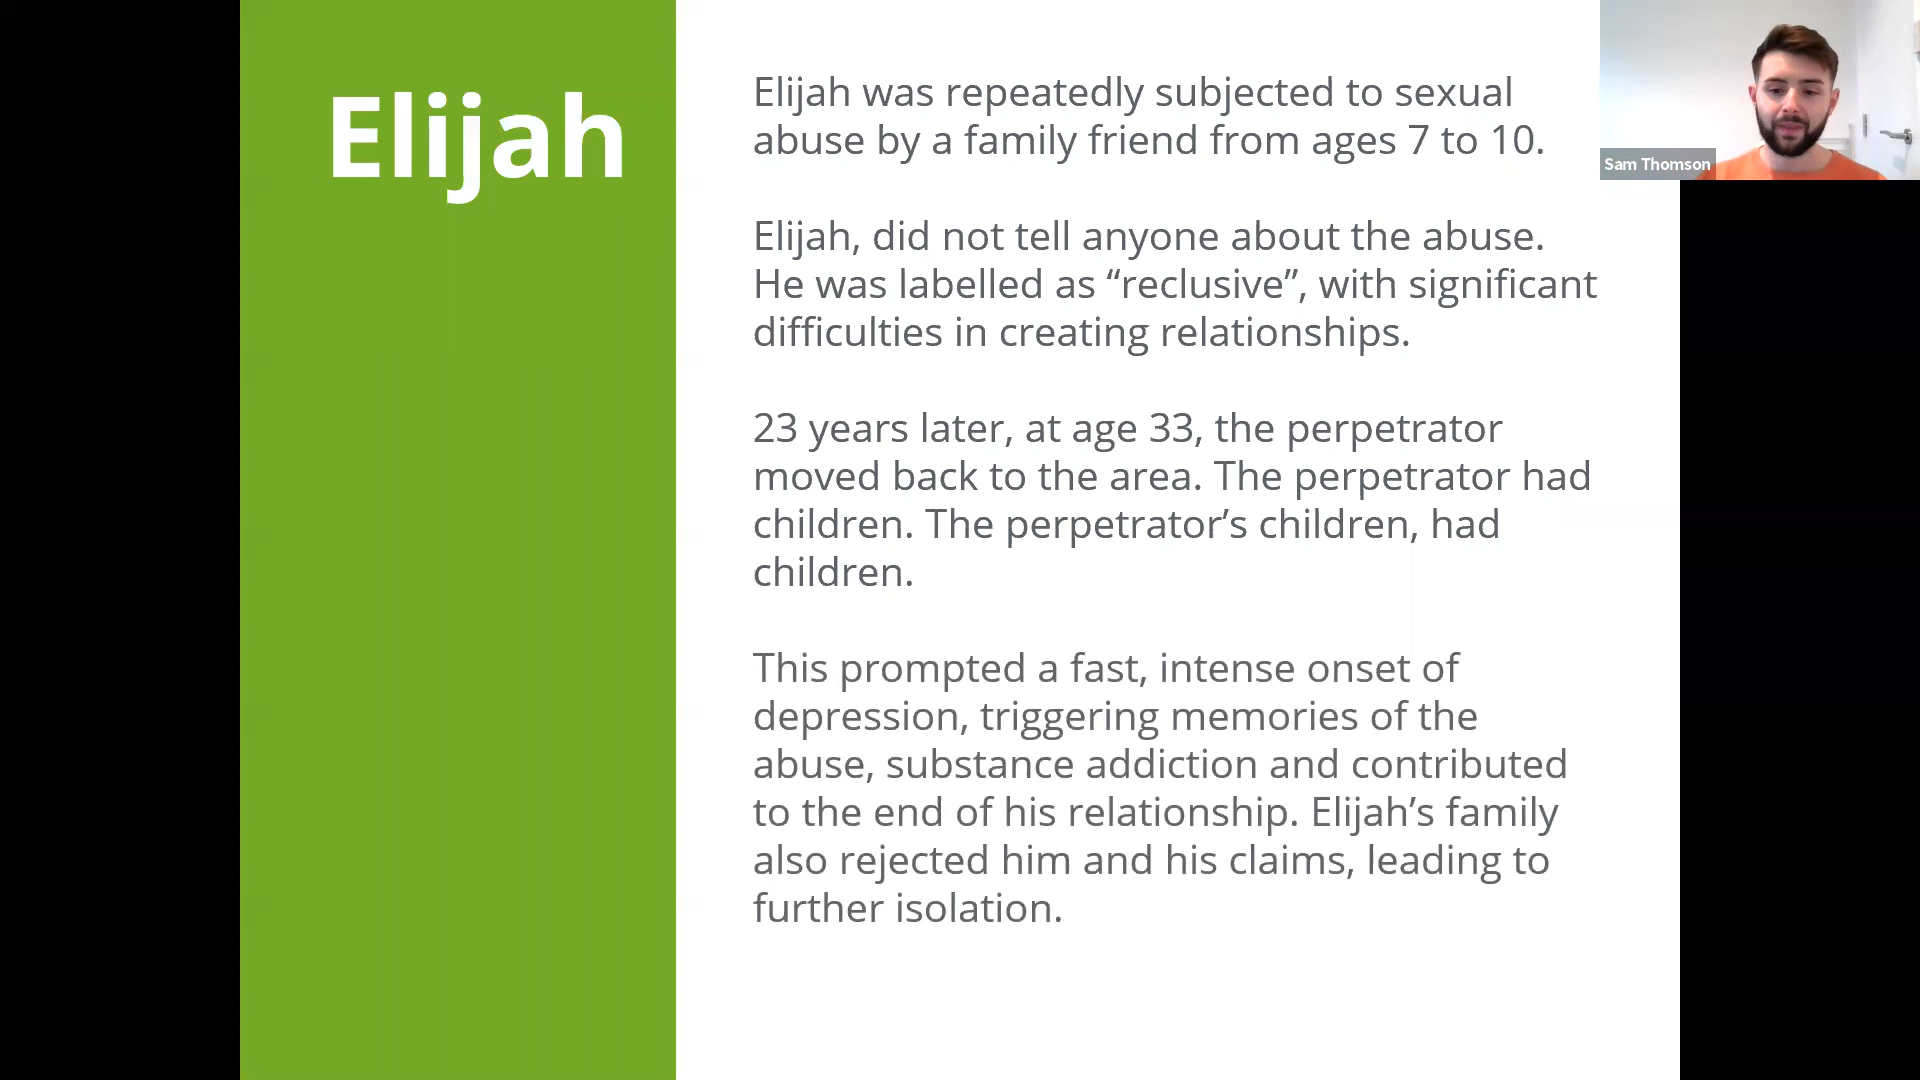 Elijah
Elijah was repeatedly subjected to sexual
abuse by a family friend from ages 7 to 10.
Elijah, did not tell anyone about the abuse.
He was labelled as “reclusive”, with significant
difficulties in creating relationships.
23 years later, at age 33, the perpetrator
moved back to the area. The perpetrator had
children. The perpetrator’s children, had
children.
This prompted a fast, intense onset of
depression, triggering memories of the
abuse, substance addiction and contributed
to the end of his relationship. Elijah’s family
also rejected him and his claims, leading to
further isolation.
Sam Thomson